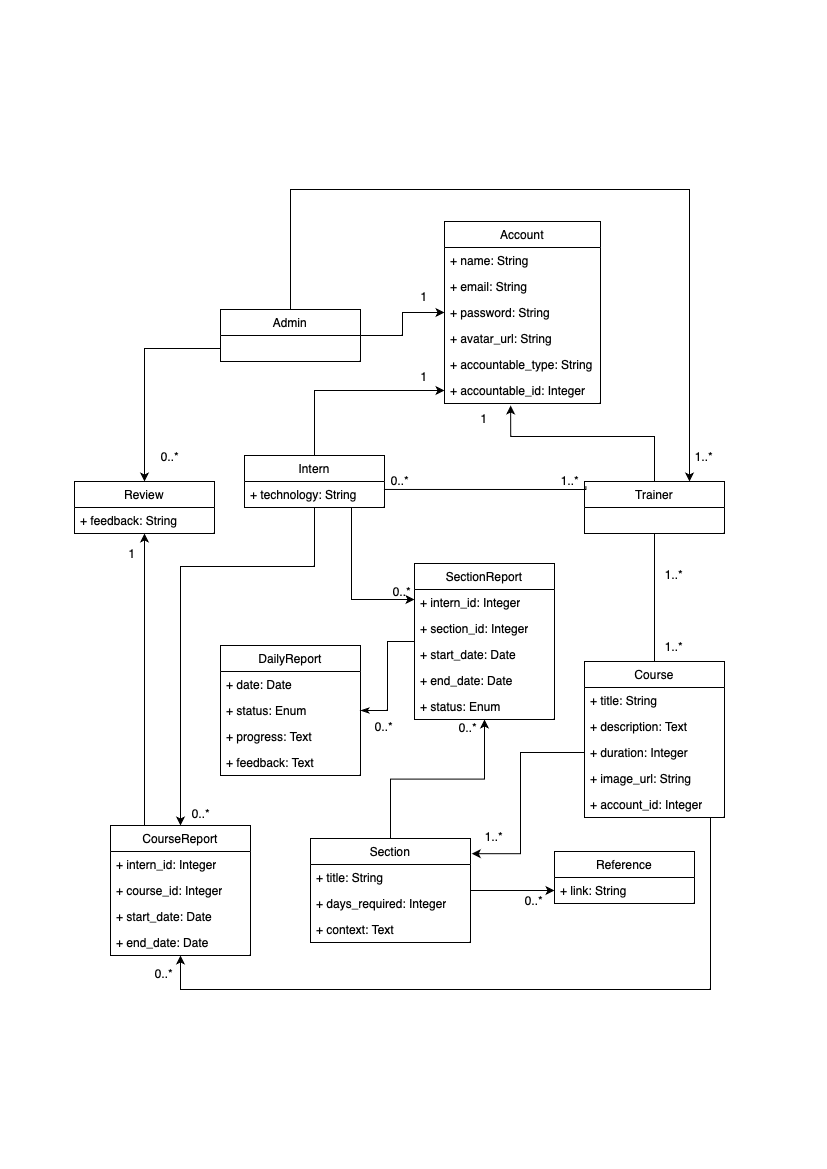 Account
+ name: String
+ email: String
+ password: String
+ avatar_url: String
+ accountable_type: String
+ accountable_id: Integer
1
Admin
1
1
0..*
1..*
Review
+ feedback: String
1
Intern
+ technology: String
0..*
1..*
Trainer
1..*
1..*
SectionReport
+ intern_id: Integer
+ section_id: Integer
+ start_date: Date
+ end_date: Date
+ status: Enum
0..*
0..*
DailyReport
+ date: Date
+ status: Enum
+ progress: Text
+ feedback: Text
0..*
Course
+ title: String
+ description: Text
+ duration: Integer
+ image_url: String
+ account_id: Integer
0..*
CourseReport
+ intern_id: Integer
+ course_id: Integer
+ start_date: Date
+ end_date: Date
0..*
1..*
Section
+ title: String
+ days_required: Integer
+ context: Text
0..*
Reference
+ link: String